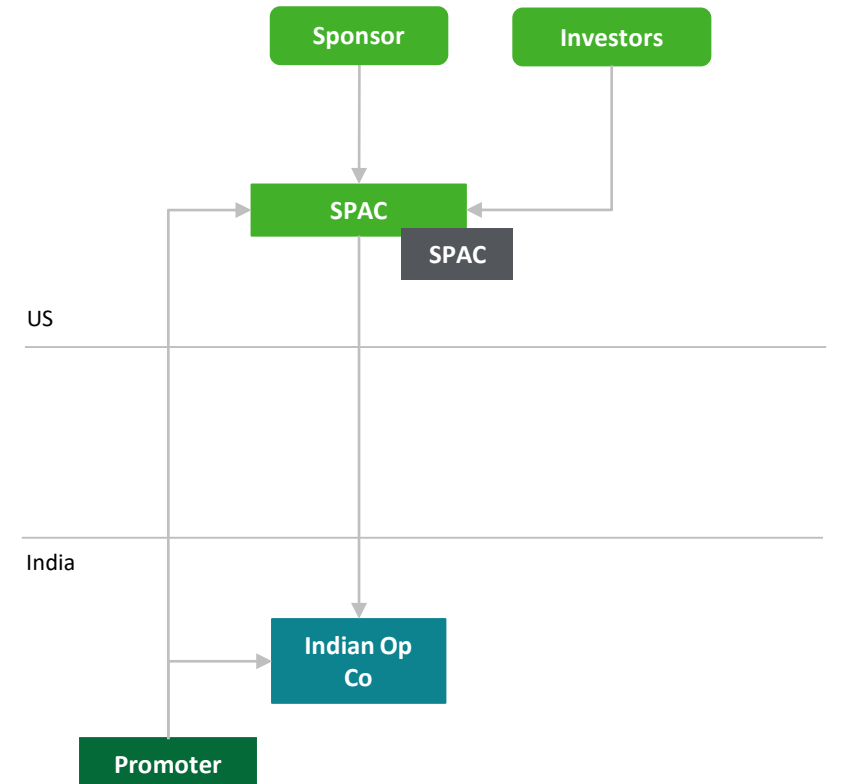 Sponsor
Investors
SPAC
SPAC
US
India
Indian Op
Co
Promoter